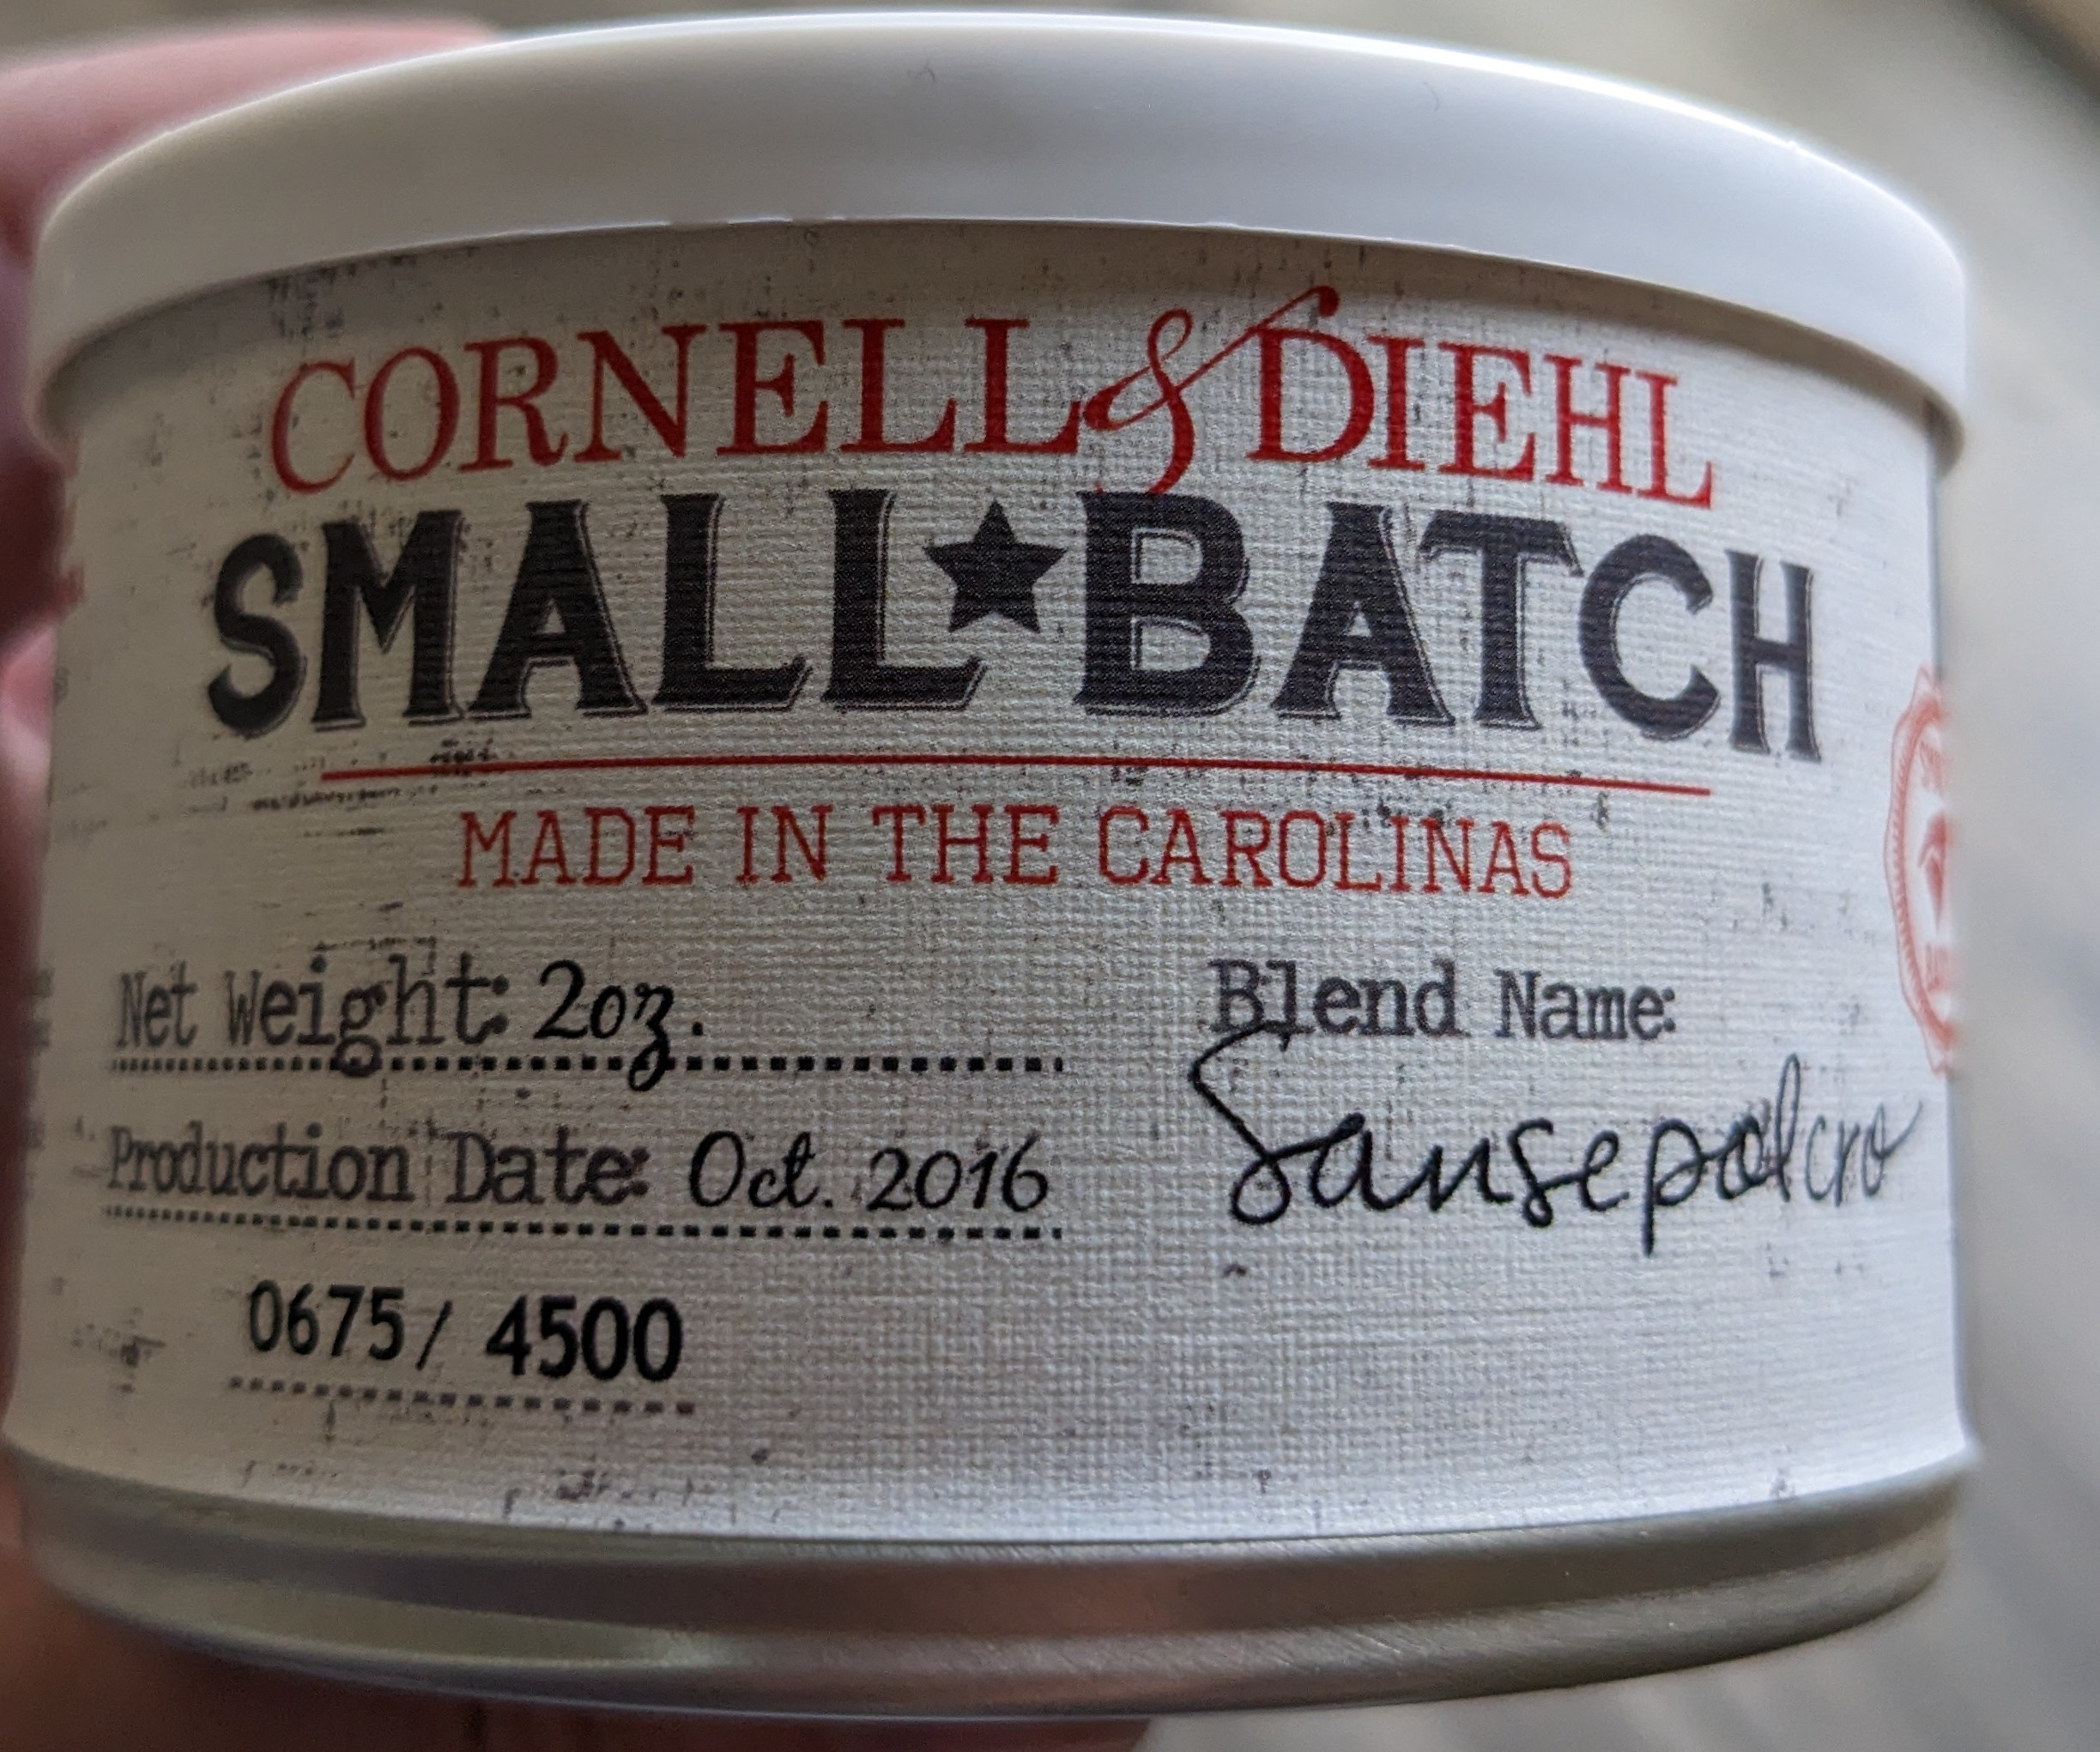 CORNELL & DIEHL
SMALL★BATCH
MADE IN THE CAROLINAS
Net Weight: 2oz.
Production Date: Oct. 2016
0675/ 4500
Blend Name:
Sansepolcro